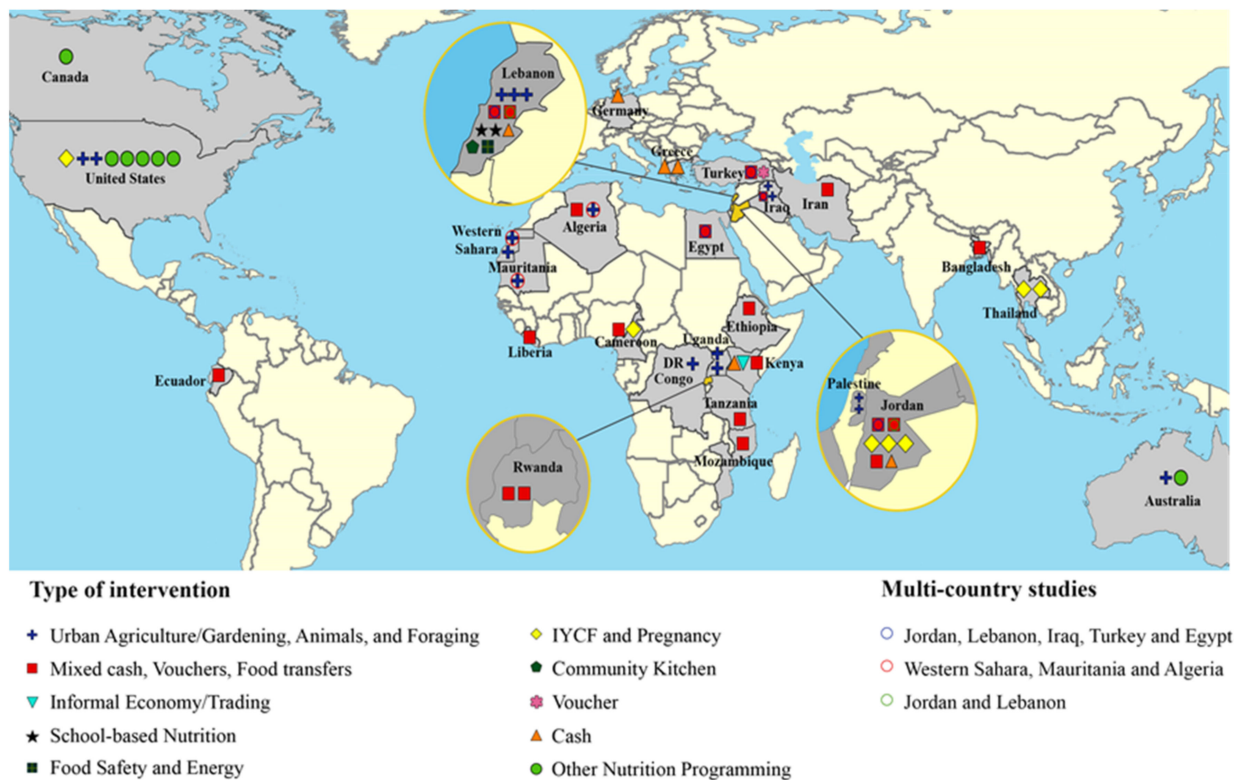 Canada
United States
Lebanon
Germany
Greece
Turkey
Iraq
Iran
Algeria
Western
Sahara
Mauritania
Egypt
Bangladesh
Thailand
Ethiopia
Liberia
Cameroon
Uganda
DR
Congo
Kenya
Ecuador
Tanzania
Mozambique
Rwanda
Palestine
Jordan
Australia
Type of intervention
Urban Agriculture/Gardening, Animals, and Foraging
Mixed cash, Vouchers, Food transfers
Informal Economy/Trading
School-based Nutrition
Food Safety and Energy
IYCF and Pregnancy
Community Kitchen
Voucher
Cash
Other Nutrition Programming
Multi-country studies
Jordan, Lebanon, Iraq, Turkey and Egypt
Western Sahara, Mauritania and Algeria
Jordan and Lebanon